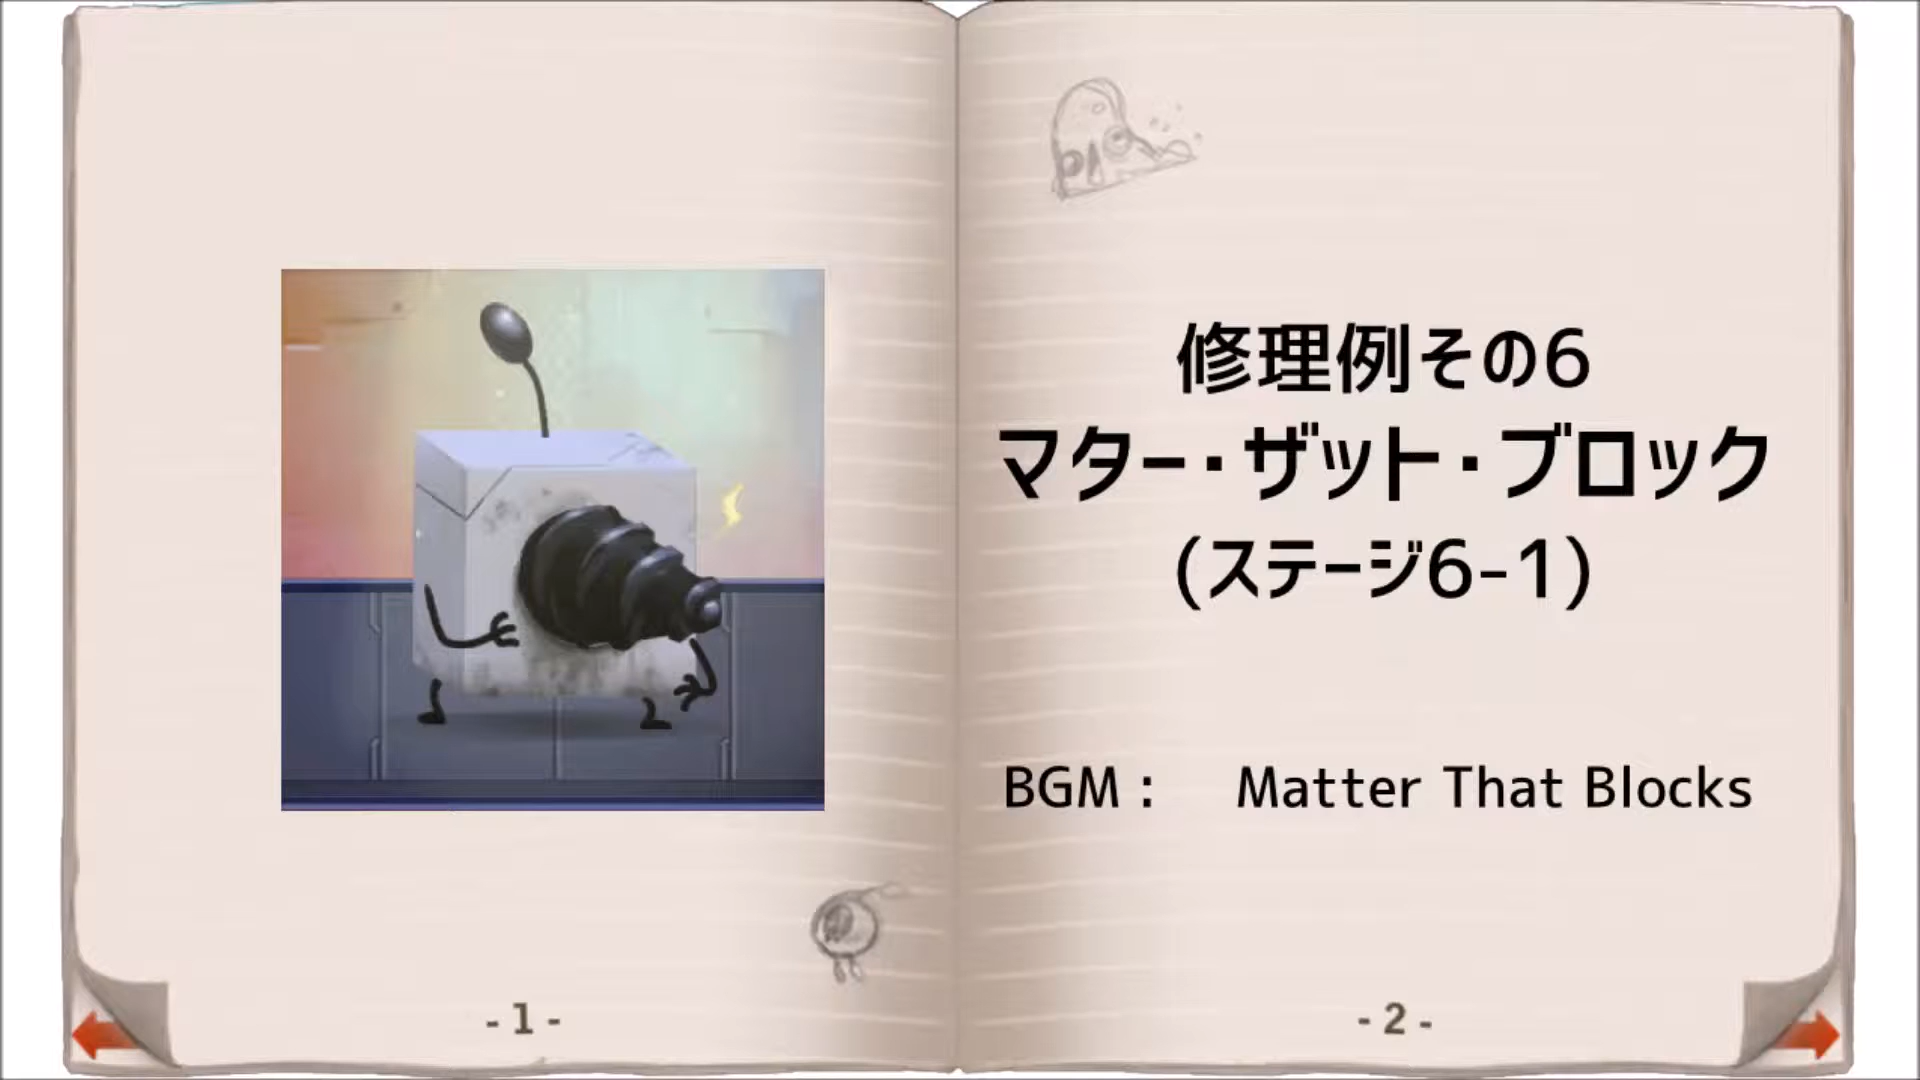 修理例その6
マター・ザット・ブロック
(ステージ6-1)
BGM :　Matter That Blocks
- 1 -
- 2 -